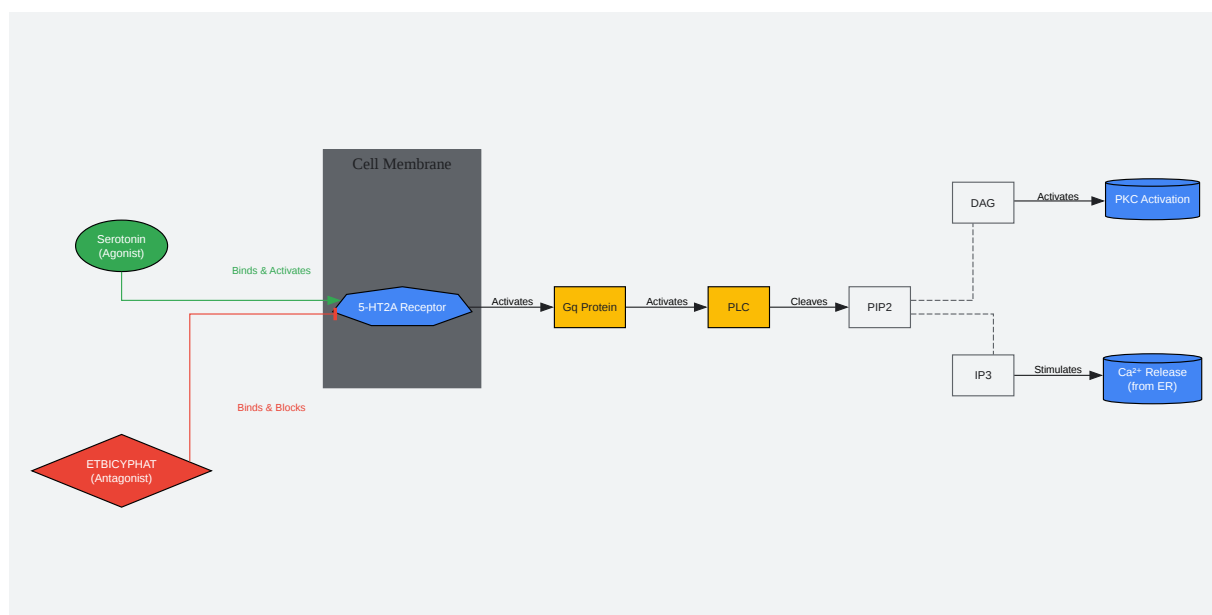 Cell Membrane
Serotonin
(Agonist)
Binds & Activates
5-HT2A Receptor
Activates
Gq Protein
Activates
PLC
Cleaves
PIP2
DAG
Activates
PKC Activation
IP3
Stimulates
Ca²⁺ Release
(from ER)
Binds & Blocks
ETBICYPHAT
(Antagonist)